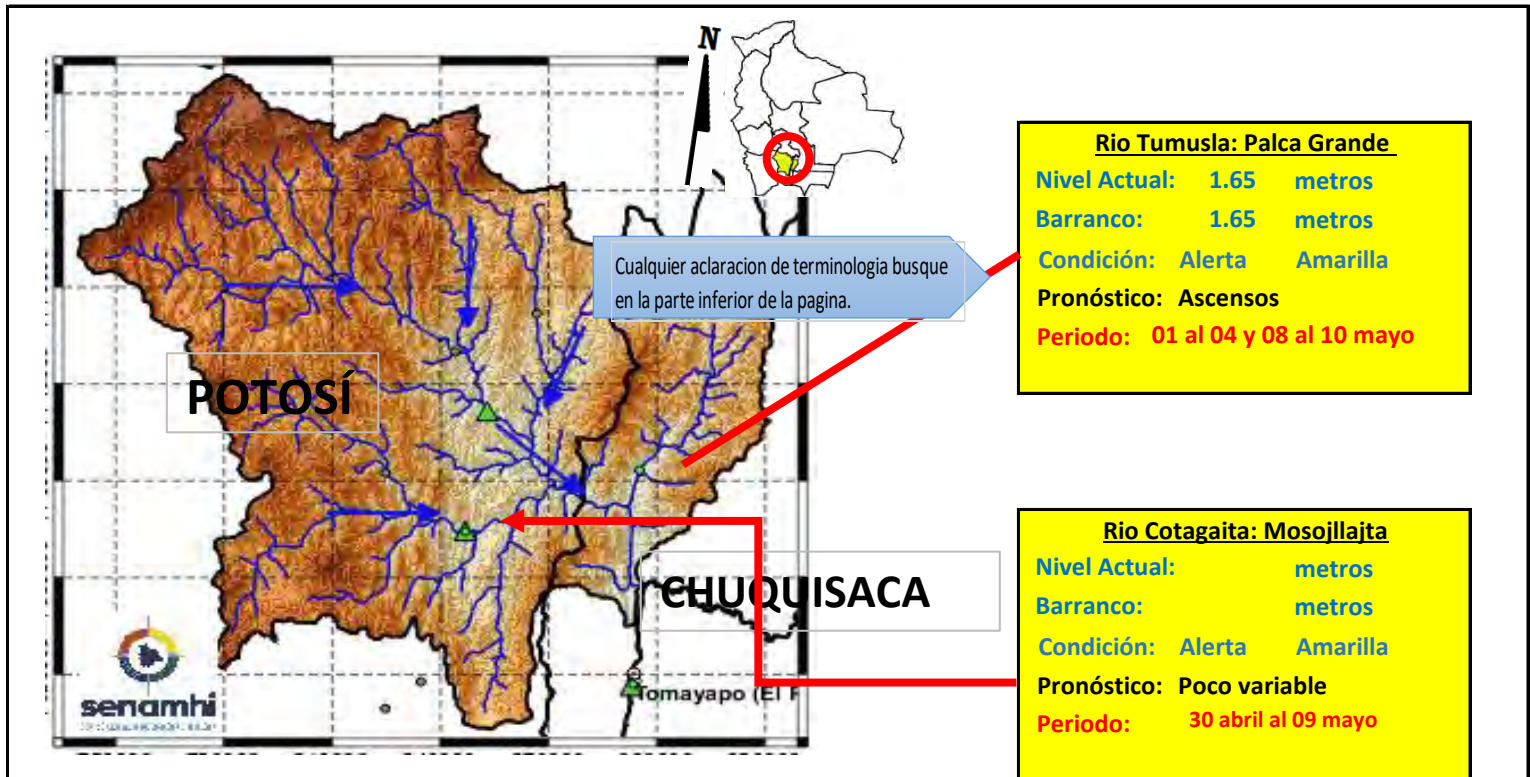 N
Cualquier aclaracion de terminologia busque
en la parte inferior de la pagina.
POTOSÍ
CHUQUISACA
Tomayapo (El
senamhi
Rio Tumusla: Palca Grande
Nivel Actual: 1.65 metros
Barranco: 1.65 metros
Condición: Alerta Amarilla
Pronóstico: Ascensos
Periodo: 01 al 04 y 08 al 10 mayo
Rio Cotagaita: Mosojllajta
Nivel Actual: metros
Barranco: metros
Condición: Alerta Amarilla
Pronóstico: Poco variable
Periodo: 30 abril al 09 mayo